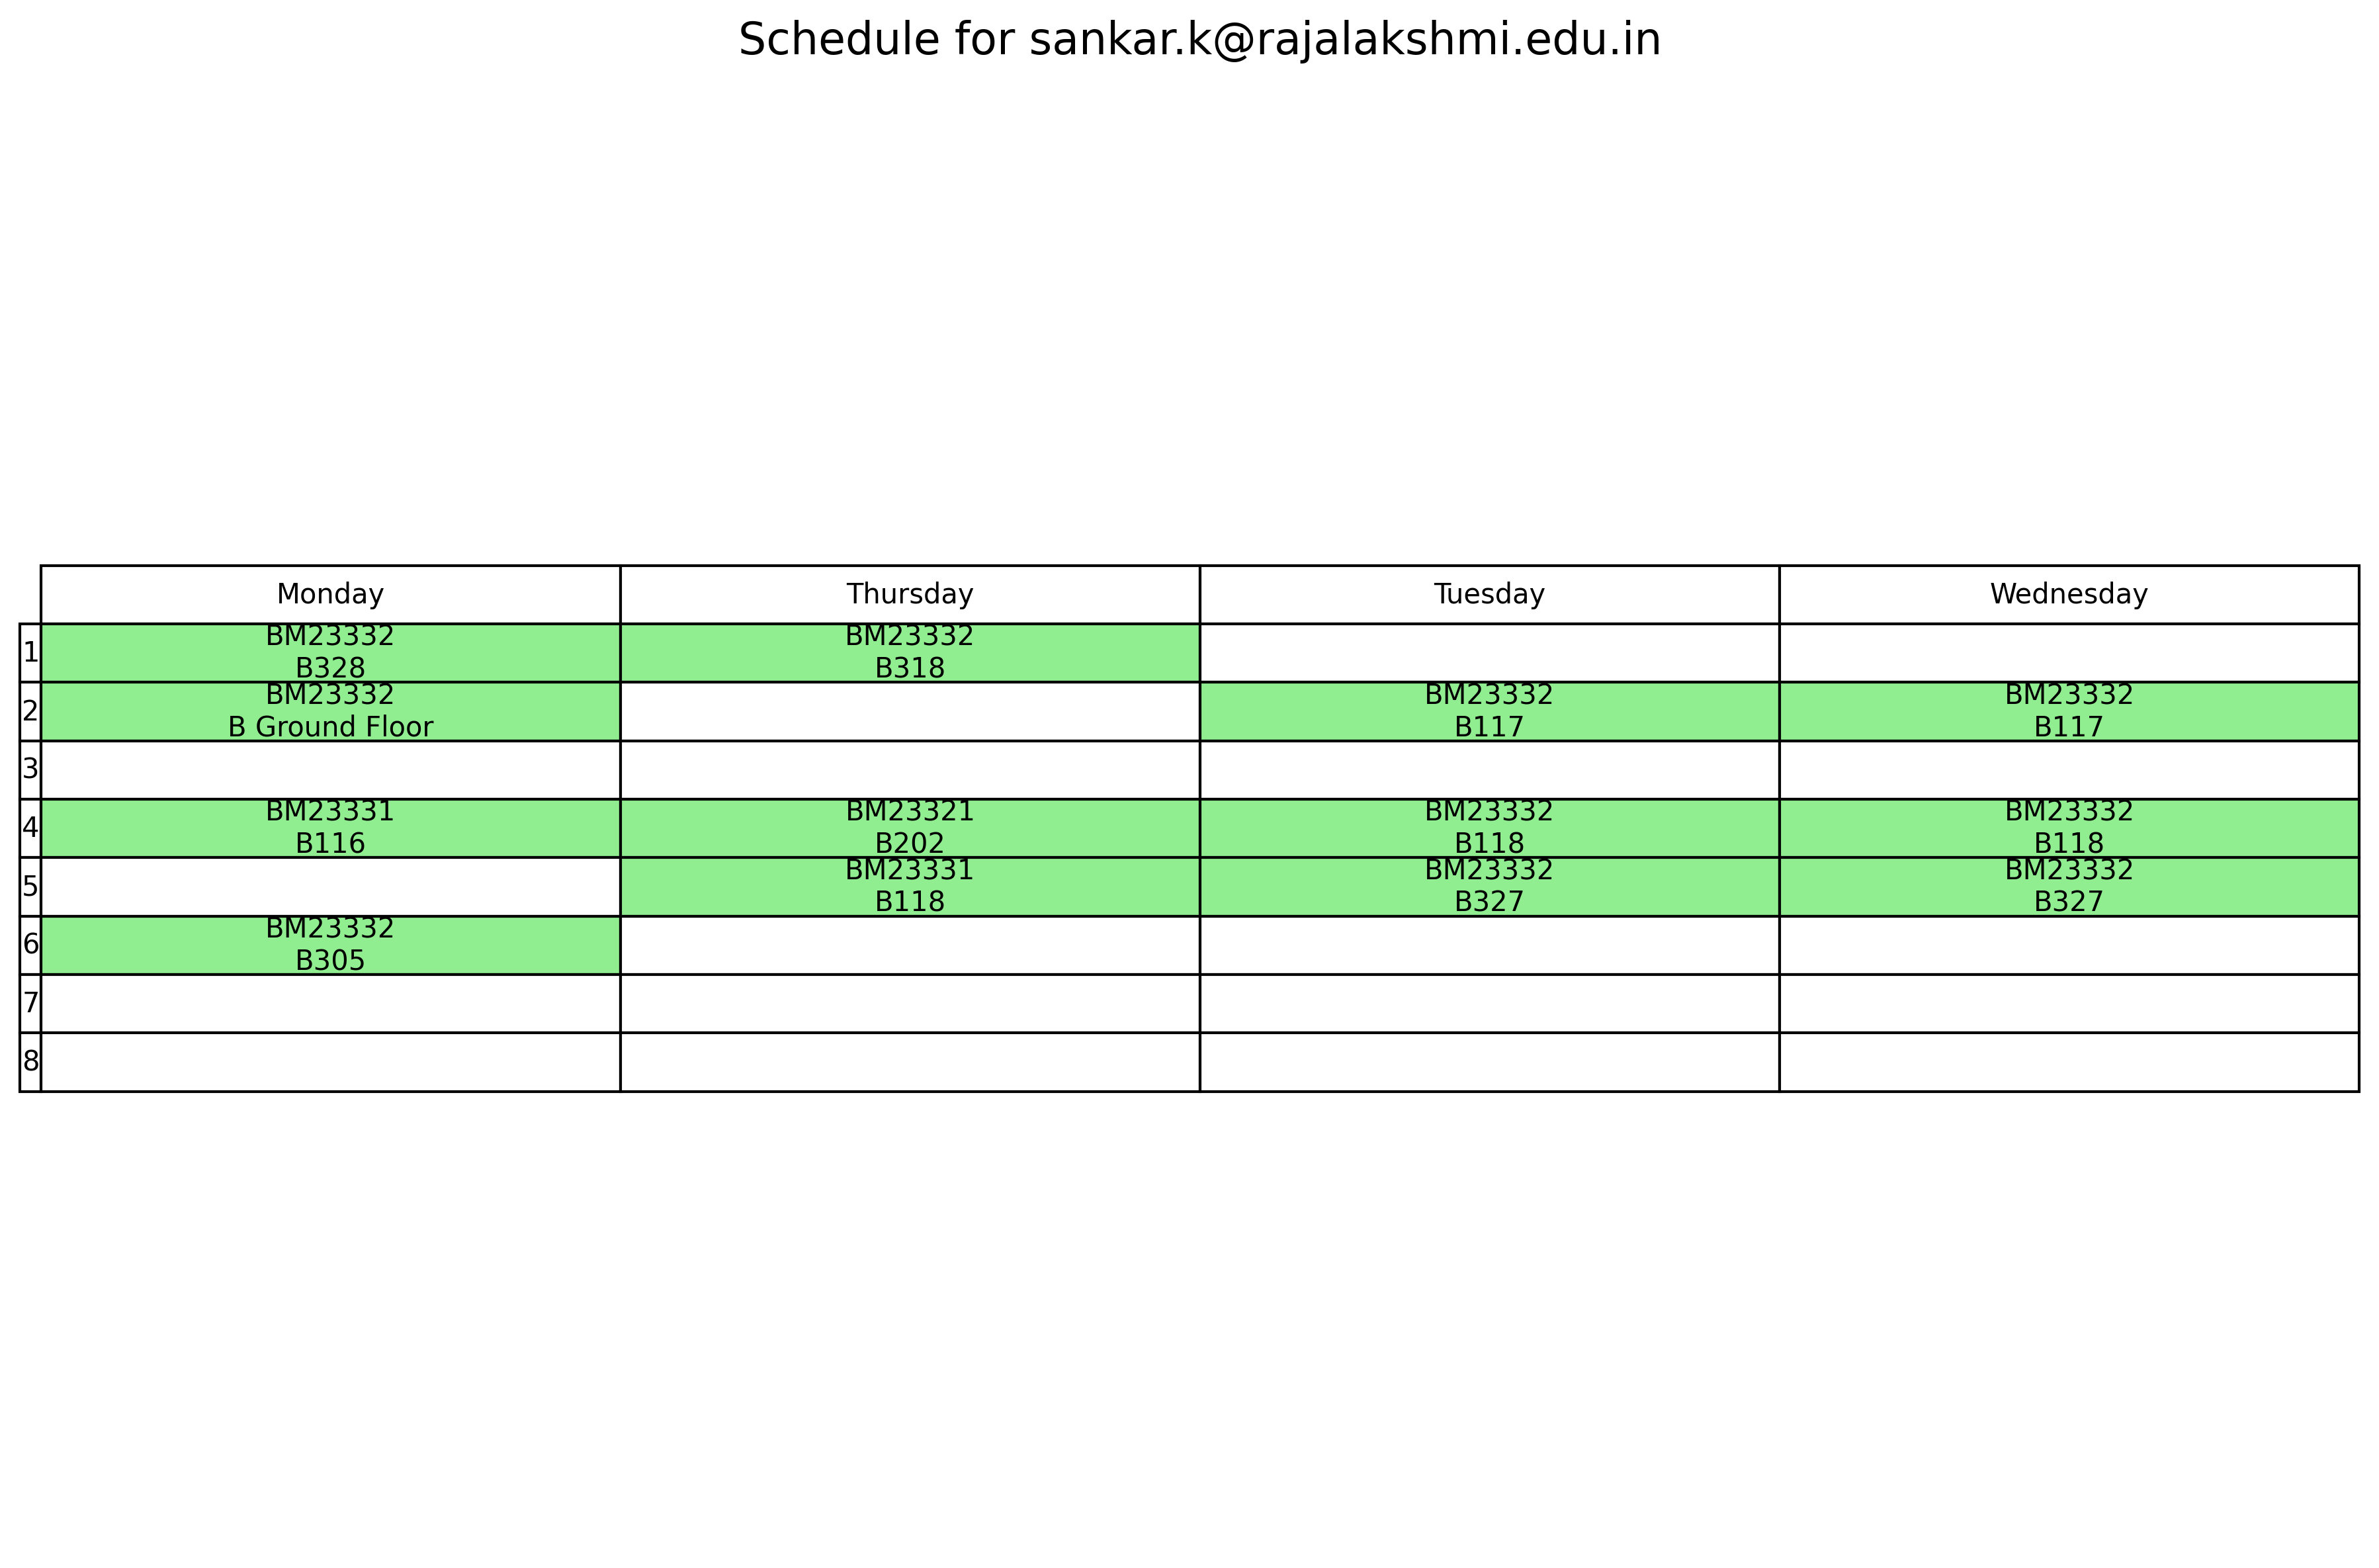 Schedule for sankar.k@rajalakshmi.edu.in
Monday Thursday Tuesday Wednesday
1 BM23332 B328 BM23332 B318
2 BM23332 B Ground Floor BM23332 B117 BM23332 B117
3
4 BM23331 B116 BM23321 B202 BM23332 B118 BM23332 B118
5 BM23331 B118 BM23332 B327 BM23332 B327
6 BM23332 B305
7
8